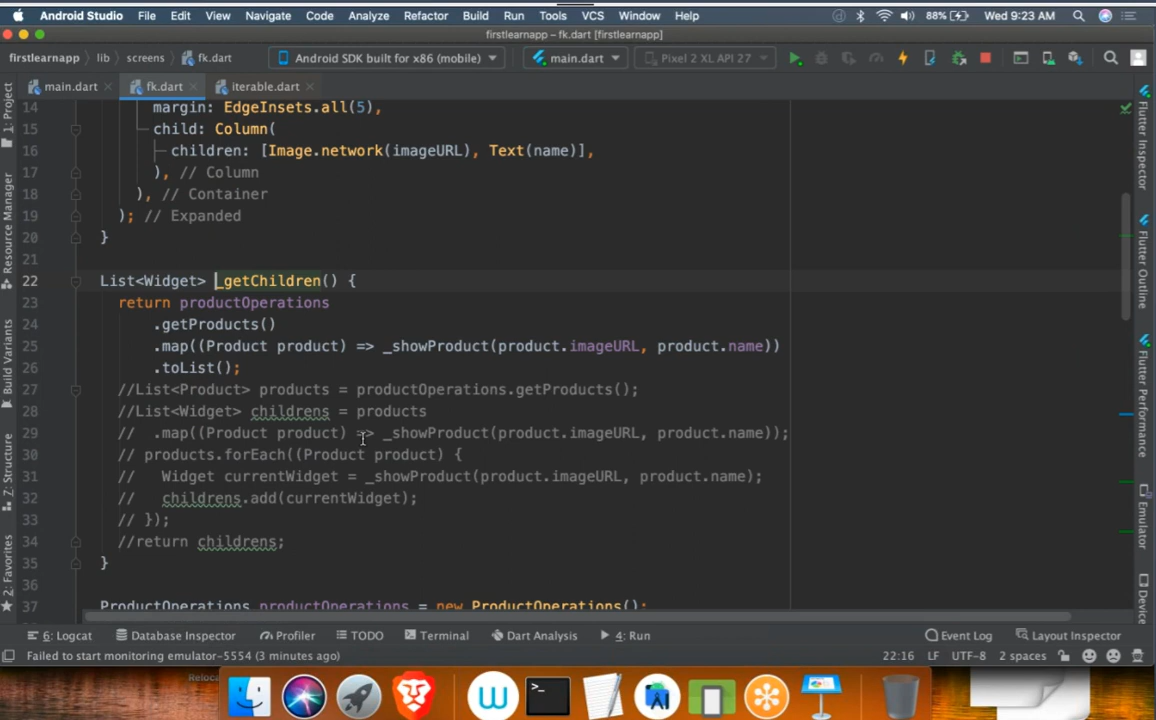 Android Studio File Edit View Navigate Code Analyze Refactor Build Run Tools VCS Window Help 88% Wed 9:23 AM
firstlearnapp – fk.dart [firstlearnapp]
firstlearnapp lib screens fk.dart Android SDK built for x86 (mobile) main.dart Pixel 2 XL API 27
main.dart fk.dart iterable.dart
1: Project
Resource Manager
Build Variants
7: Structure
2: Favorites
14 margin: EdgeInsets.all(5),
15 child: Column(
16 children: [Image.network(imageURL), Text(name)],
17 ), // Column
18 ), // Container
19 ); // Expanded
20 }
21
22 List<Widget> _getChildren() {
23 return productOperations
24 .getProducts()
25 .map((Product product) => _showProduct(product.imageURL, product.name))
26 .toList();
27 //List<Product> products = productOperations.getProducts();
28 //List<Widget> childrens = products
29 // .map((Product product) => _showProduct(product.imageURL, product.name));
30 // products.forEach((Product product) {
31 // Widget currentWidget = _showProduct(product.imageURL, product.name);
32 // childrens.add(currentWidget);
33 // });
34 //return childrens;
35 }
36
37 ProductOperations productOperations = new ProductOperations();
Flutter Inspector
Flutter Outline
Flutter Performance
Emulator
Device
6: Logcat Database Inspector Profiler TODO Terminal Dart Analysis 4: Run Event Log Layout Inspector
Failed to start monitoring emulator-5554 (3 minutes ago) 22:16 LF UTF-8 2 spaces
Reloc